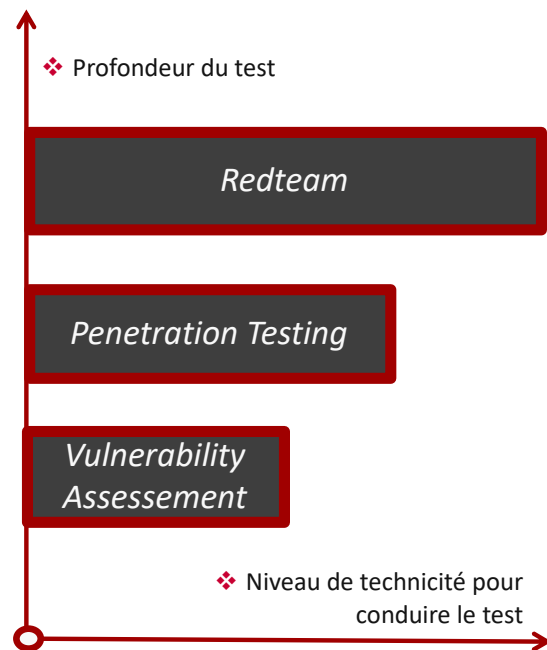 ❖ Profondeur du test
Redteam
Penetration Testing
Vulnerability
Assessement
❖ Niveau de technicité pour
conduire le test